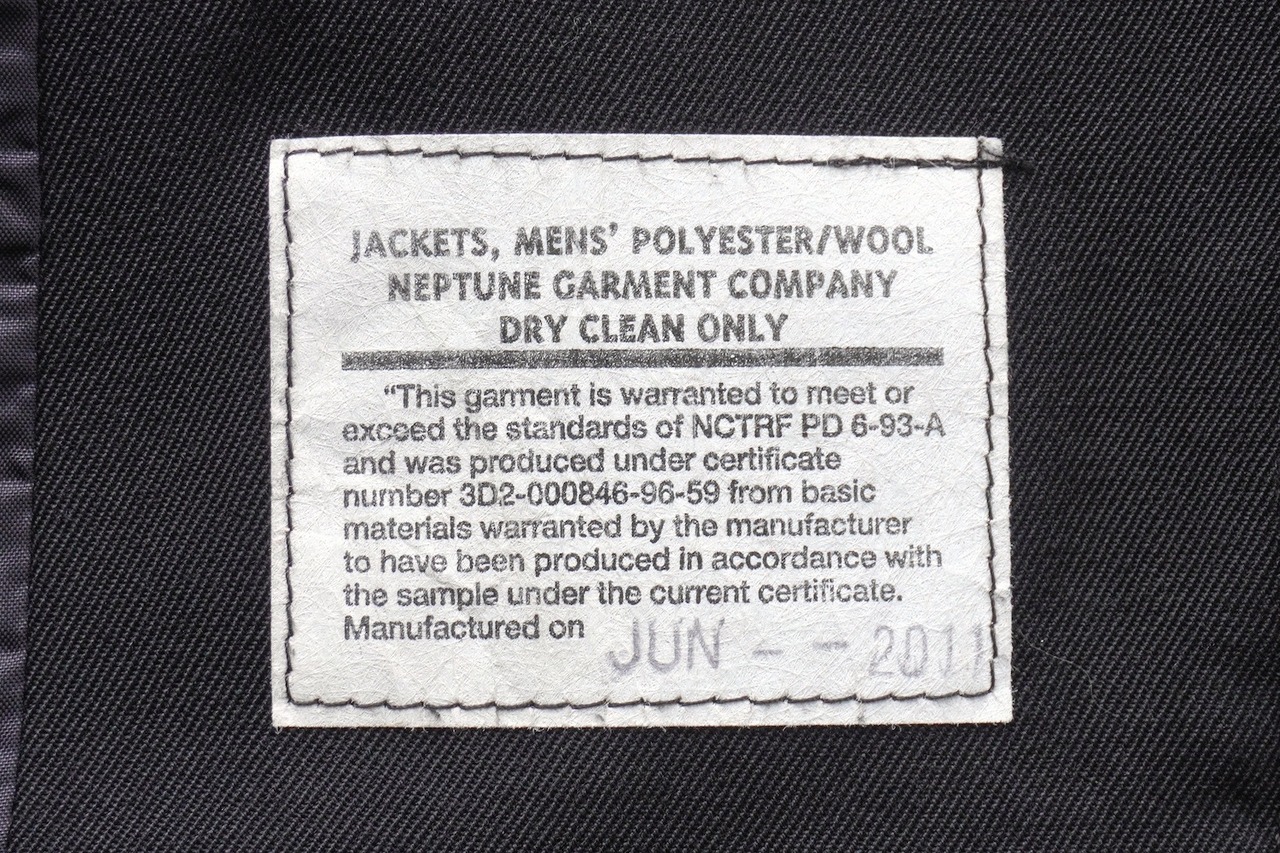 JACKETS, MENS' POLYESTER/WOOL
NEPTUNE GARMENT COMPANY
DRY CLEAN ONLY
"This garment is warranted to meet or
exceed the standards of NCTRF PD 6-93-A
and was produced under certificate
number 3D2-000846-96-59 from basic
materials warranted by the manufacturer
to have been produced in accordance with
the sample under the current certificate.
Manufactured on JUN - - 2011